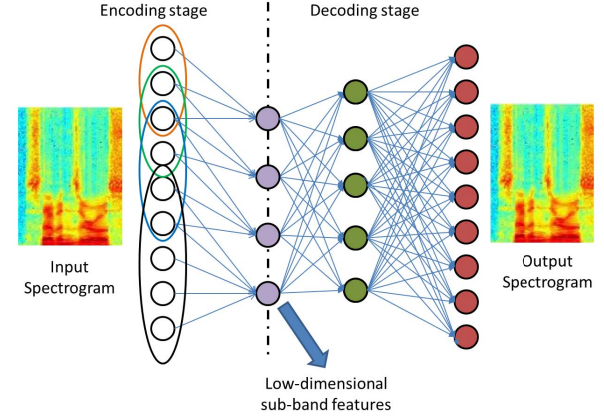 Encoding stage
Decoding stage
Input
Spectrogram
Output
Spectrogram
Low-dimensional
sub-band features